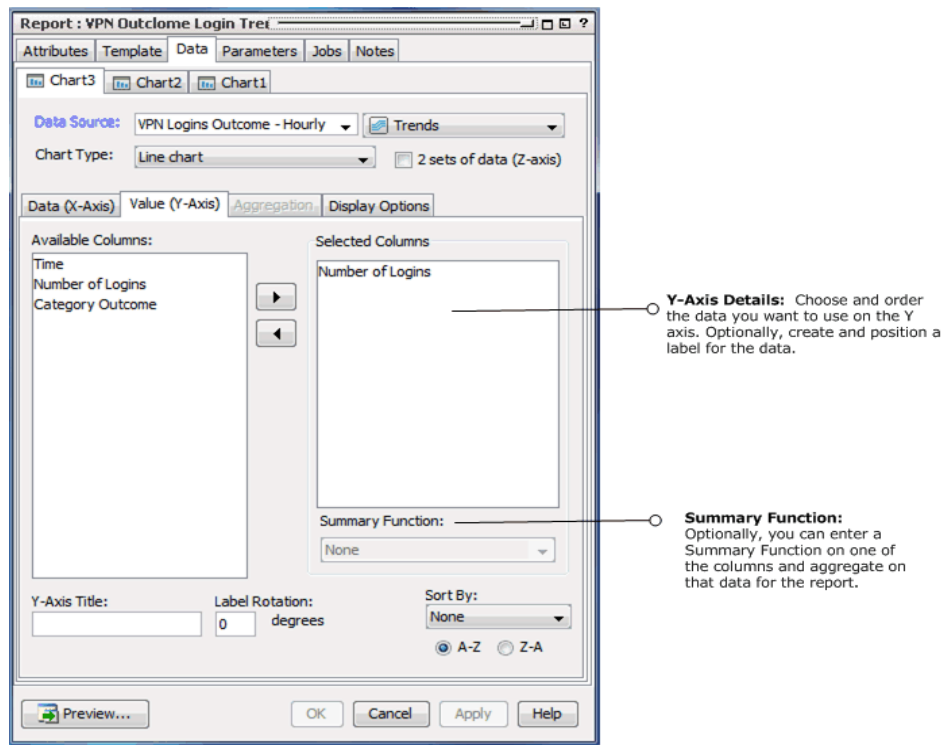 Report : VPN Outclome Login Trei
?
Attributes Template Data Parameters Jobs Notes
Chart3 Chart2 Chart1
Data Source: VPN Logins Outcome - Hourly Trends
Chart Type: Line chart 2 sets of data (Z-axis)
Data (X-Axis) Value (Y-Axis) Aggregation Display Options
Available Columns:
Time
Number of Logins
Category Outcome
Selected Columns
Number of Logins
Y-Axis Details: Choose and order
the data you want to use on the Y
axis. Optionally, create and position a
label for the data.
Summary Function:
None
Summary Function:
Optionally, you can enter a
Summary Function on one of
the columns and aggregate on
that data for the report.
Y-Axis Title:
Label Rotation:
0 degrees
Sort By:
None
A-Z Z-A
Preview... OK Cancel Apply Help